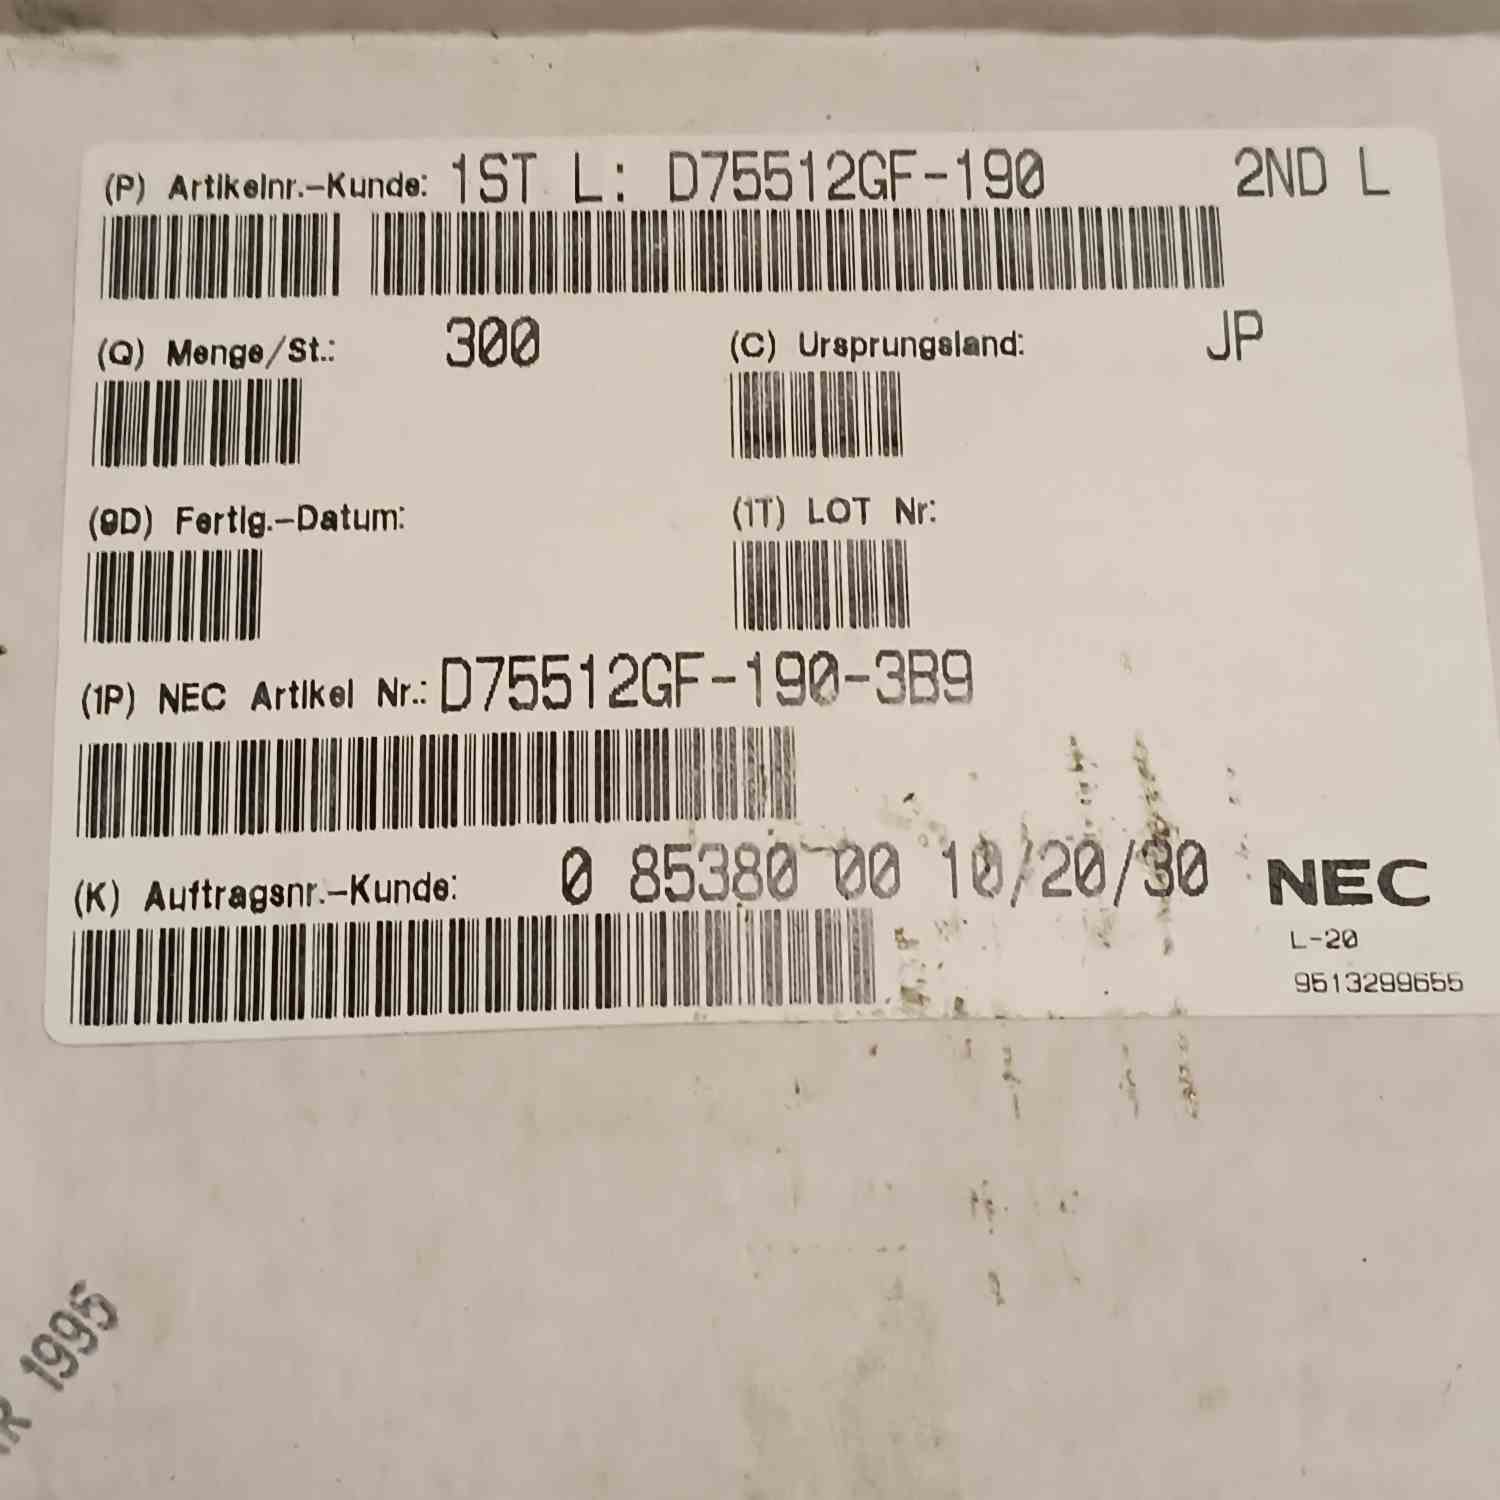 (P) Artikelnr.-Kunde: 1ST L: D75512GF-190 2ND L
(Q) Menge/St.: 300 (C) Ursprungsland: JP
(9D) Fertig.-Datum: (1T) LOT Nr:
(1P) NEC Artikel Nr.: D75512GF-190-3B9
(K) Auftragsnr.-Kunde: 0 85380 00 10/20/30 NEC
L-20
9513299655
1995